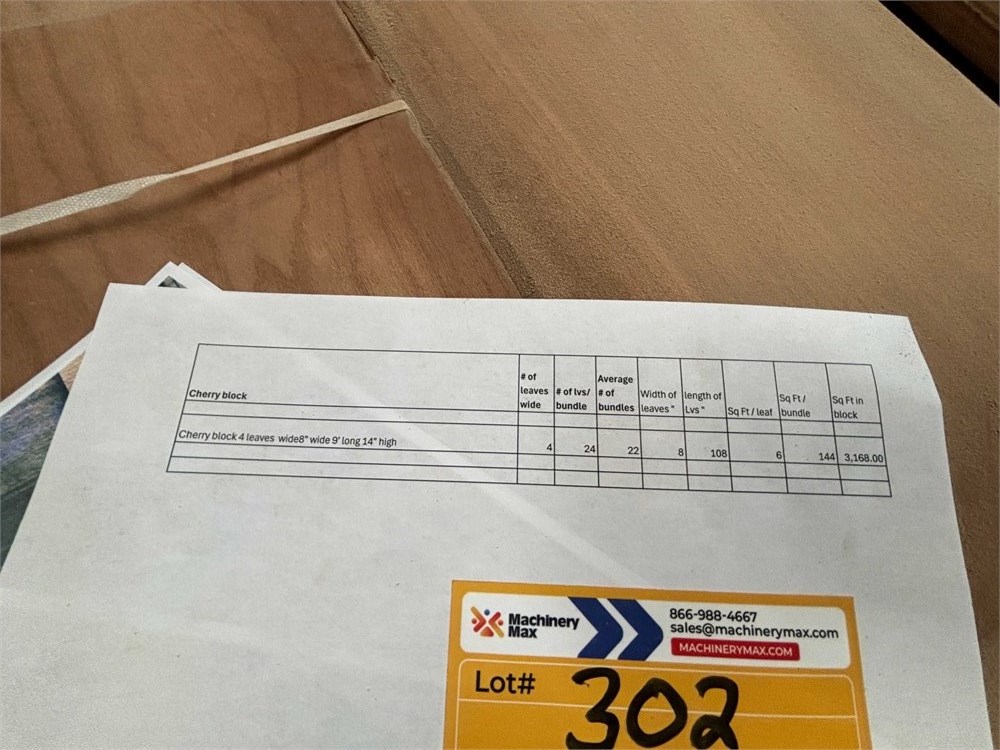 Cherry block # of leaves wide # of lvs/ bundle Average # of bundles Width of leaves " length of Lvs " Sq Ft / leaf Sq Ft / bundle Sq Ft in block
Cherry block 4 leaves wide8" wide 9' long 14" high 4 24 22 8 108 6 144 3,168.00
Machinery Max
866-988-4667
sales@machinerymax.com
MACHINERYMAX.COM
Lot# 302